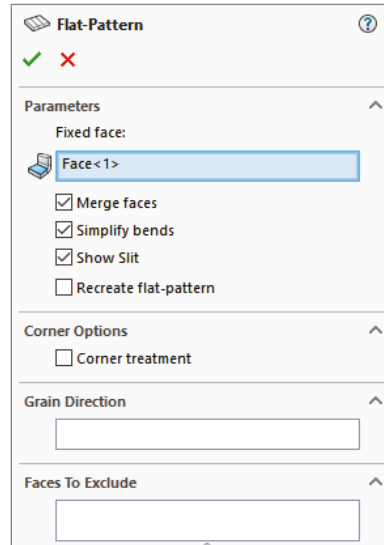 Flat-Pattern
Parameters
Fixed face:
Face<1>
Merge faces
Simplify bends
Show Slit
Recreate flat-pattern
Corner Options
Corner treatment
Grain Direction
Faces To Exclude